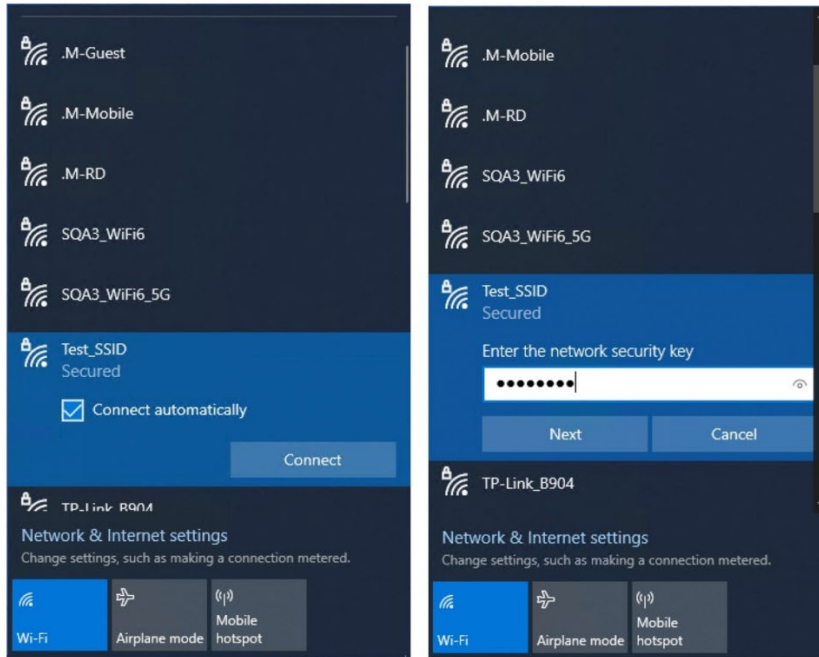 .M-Guest
.M-Mobile
.M-RD
SQA3_WiFi6
SQA3_WiFi6_5G
Test_SSID
Secured
Connect automatically
Connect
TP-Link_B904
Network & Internet settings
Change settings, such as making a connection metered.
Wi-Fi
Airplane mode
Mobile
hotspot
.M-Mobile
.M-RD
SQA3_WiFi6
SQA3_WiFi6_5G
Test_SSID
Secured
Enter the network security key
Next
Cancel
TP-Link_B904
Network & Internet settings
Change settings, such as making a connection metered.
Wi-Fi
Airplane mode
Mobile
hotspot